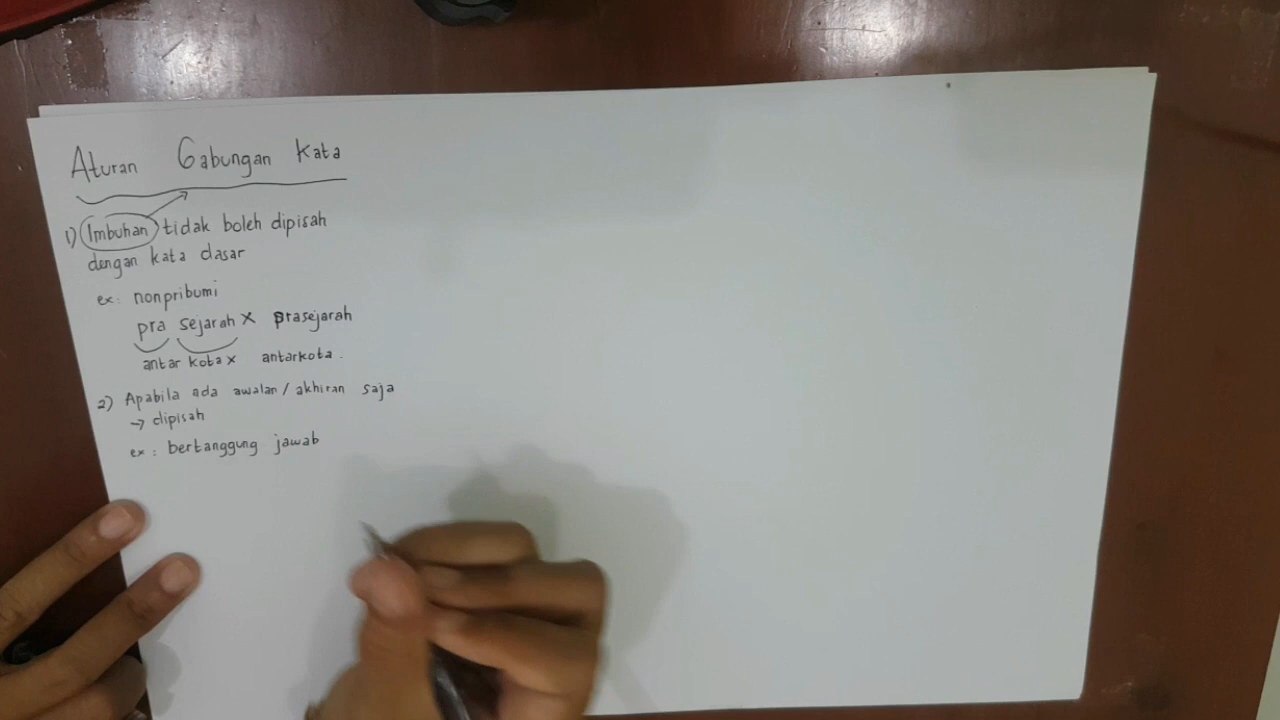 Aturan Gabungan Kata
1) Imbuhan tidak boleh dipisah
dengan kata dasar
ex: nonpribumi
pra sejarah x prasejarah
antar kota x antarkota.
2) Apabila ada awalan / akhiran saja
→ dipisah
ex: bertanggung jawab